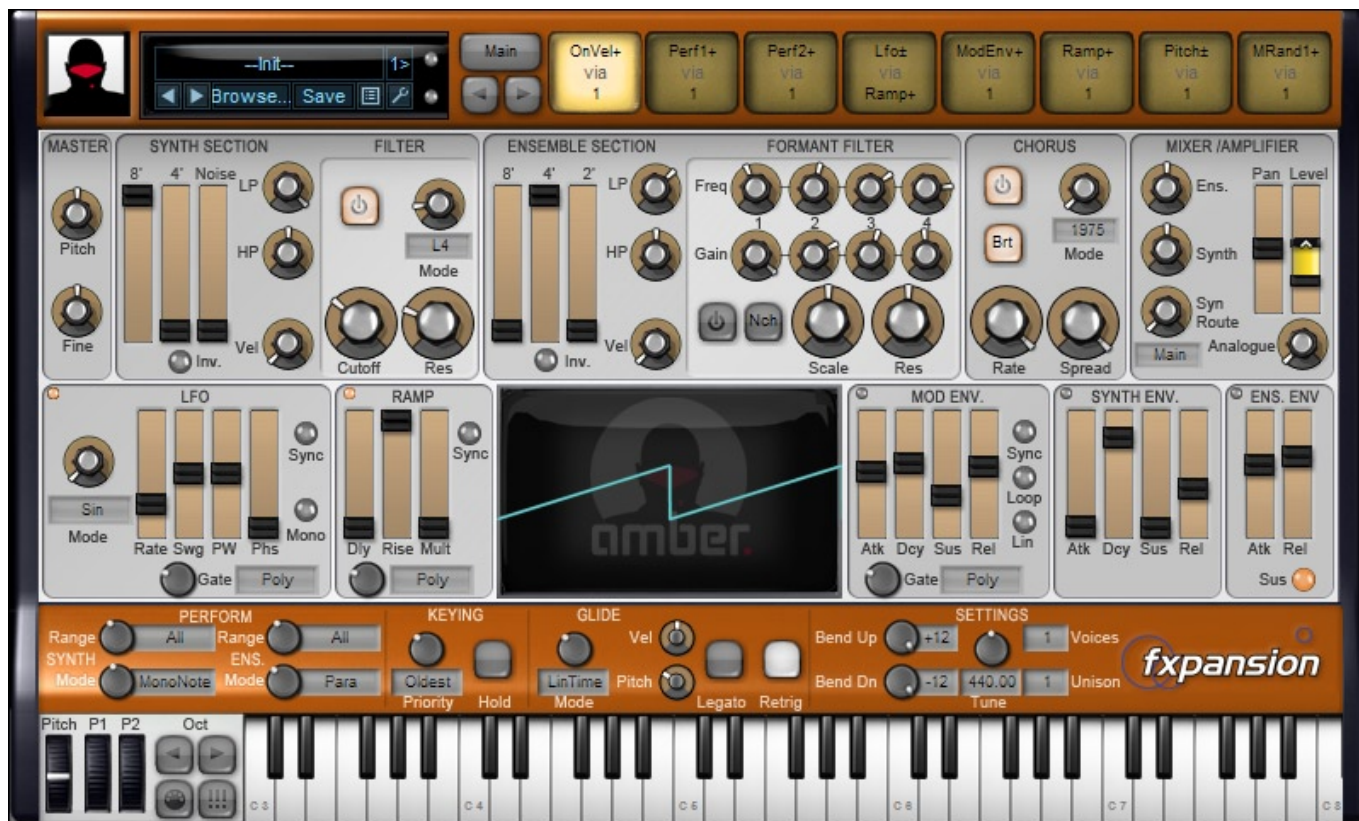 --Init-- 1>
Browse... Save
Main
OnVel+ via 1
Perf1+ via 1
Perf2+ via 1
Lfo± via Ramp+
ModEnv+ via 1
Ramp+ via 1
Pitch± via 1
MRand1+ via 1
MASTER
Pitch
Fine
SYNTH SECTION
8' 4' Noise
LP
HP
Vel
Inv.
FILTER
L4
Mode
Cutoff Res
ENSEMBLE SECTION
8' 4' 2'
LP
HP
Vel
Inv.
FORMANT FILTER
Freq
1 2 3 4
Gain
Nch
Scale Res
CHORUS
Brt
1975
Mode
Rate Spread
MIXER /AMPLIFIER
Ens.
Synth
Syn Route
Main
Pan Level
Analogue
LFO
Sin
Mode
Rate Swg PW Phs
Sync
Mono
Gate Poly
RAMP
Sync
Dly Rise Mult
Poly
amber.
MOD ENV.
Sync
Loop
Lin
Atk Dcy Sus Rel
Gate Poly
SYNTH ENV.
Atk Dcy Sus Rel
ENS. ENV
Atk Rel
Sus
PERFORM
Range All Range All
SYNTH ENS.
Mode MonoNote Mode Para
KEYING
Oldest
Priority Hold
GLIDE
Vel
LinTime Pitch
Mode Legato Retrig
SETTINGS
Bend Up +12 1 Voices
Bend Dn -12 440.00 1 Unison
Tune
fxpansion
Pitch P1 P2 Oct
C 3 C 4 C 5 C 6 C 7 C 8